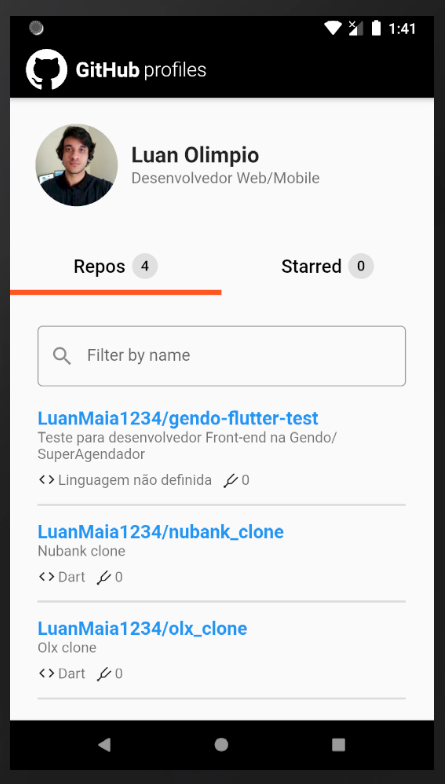 1:41
GitHub profiles
Luan Olimpio
Desenvolvedor Web/Mobile
Repos 4
Starred 0
Filter by name
LuanMaia1234/gendo-flutter-test
Teste para desenvolvedor Front-end na Gendo/
SuperAgendador
Linguagem não definida 0
LuanMaia1234/nubank_clone
Nubank clone
Dart 0
LuanMaia1234/olx_clone
Olx clone
Dart 0